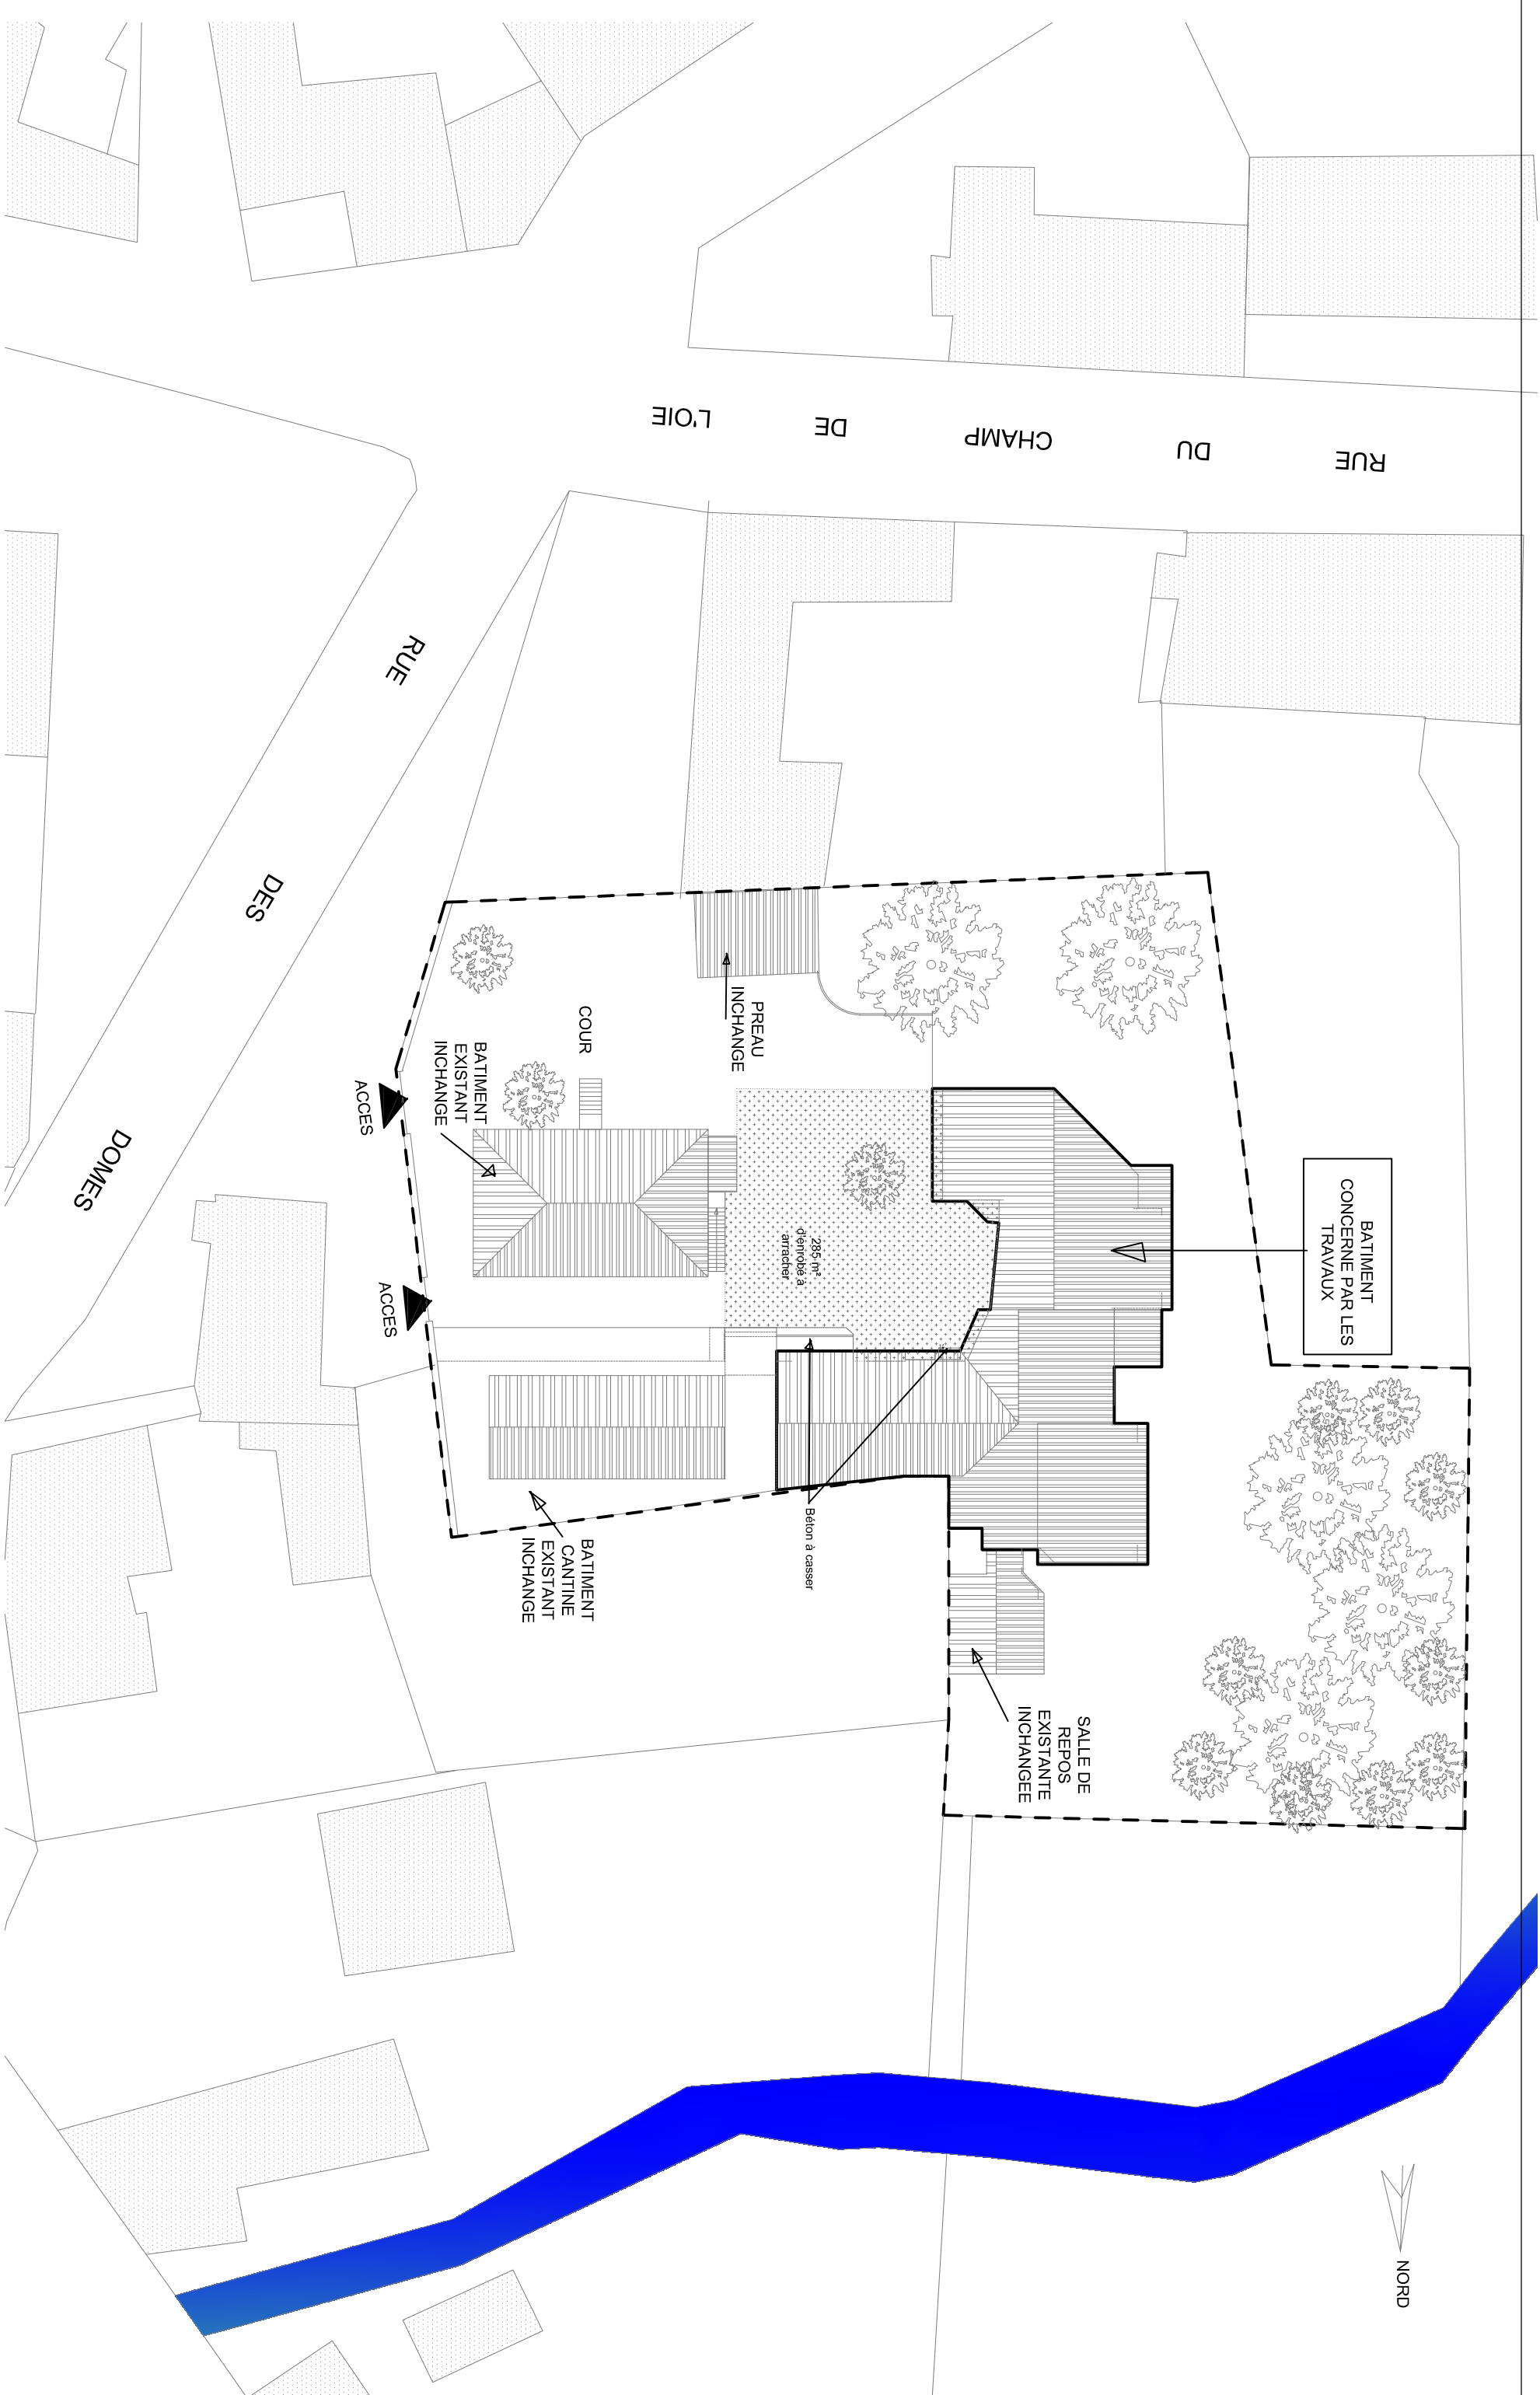 RUE DU CHAMP DE L'OIE
RUE DES DOMES
BATIMENT
CONCERNE PAR LES
TRAVAUX
PREAU
INCHANGE
COUR
BATIMENT
EXISTANT
INCHANGE
ACCES
ACCES
285 m²
d'enrobé à
arracher
Béton à casser
BATIMENT
CANTINE
EXISTANT
INCHANGE
SALLE DE
REPOS
EXISTANTE
INCHANGEE
NORD